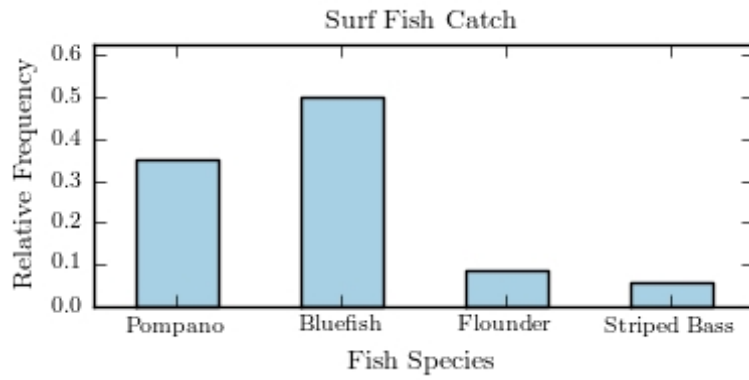 Surf Fish Catch
Relative Frequency
0.6
0.5
0.4
0.3
0.2
0.1
0.0
Pompano Bluefish Flounder Striped Bass
Fish Species